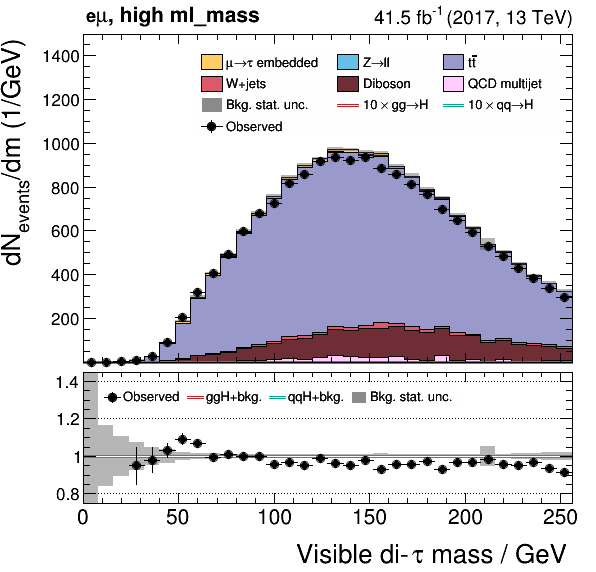 eμ, high ml_mass 41.5 fb⁻¹ (2017, 13 TeV)
dN_events/dm (1/GeV)
1400
1200
1000
800
600
400
200
μ→τ embedded Z→ll tt̄
W+jets Diboson QCD multijet
Bkg. stat. unc. 10 × gg→H 10 × qq→H
Observed
1.4
1.2
1
0.8
Observed ggH+bkg. qqH+bkg. Bkg. stat. unc.
0 50 100 150 200 250
Visible di-τ mass / GeV